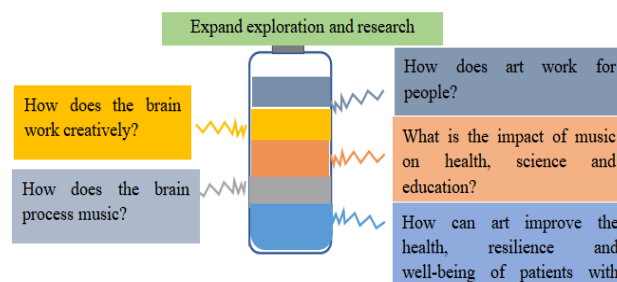 Expand exploration and research
How does art work for
people?
How does the brain
work creatively?
What is the impact of music
on health, science and
education?
How does the brain
process music?
How can art improve the
health, resilience and
well-being of patients with